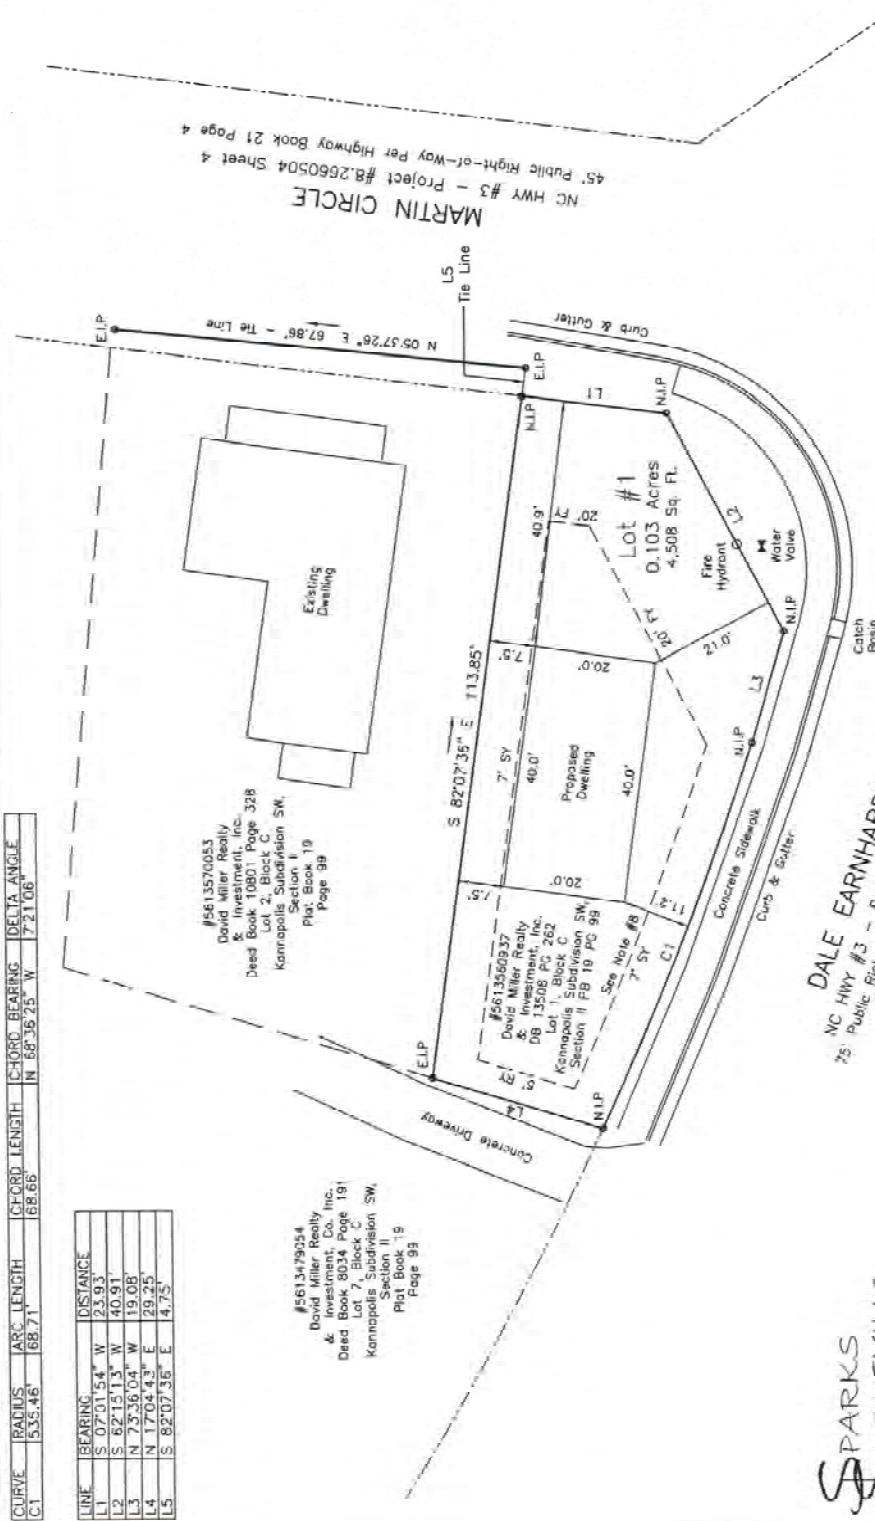 CURVE RADIUS ARC LENGTH CHORD LENGTH CHORD BEARING DELTA ANGLE
C1 535.46' 68.71' 68.66' N 68°36'25" W 7°21'06"
LINE BEARING DISTANCE
L1 S 07°01'54" W 23.93'
L2 S 62°15'13" W 40.91'
L3 N 73°36'04" W 19.08'
L4 N 17°04'43" E 29.25'
L5 S 82°07'36" E 4.75'
45' Public Right-of-Way Per Highway Book 21 Page 4
NC HWY #3 - Project #8.2660504 Sheet 4
MARTIN CIRCLE
E.I.P
N 05°37'26" E 67.86' - Tie Line
L5
Tie Line
E.I.P
N.I.P
Curb & Gutter
L1
N.I.P
Existing
Dwelling
#5613570053
David Miller Realty
& Investment, Inc.
Deed Book 10801 Page 328
Lot 2, Block C
Kannapolis Subdivision SW,
Section II
Plat Book 19
Page 99
S 82°07'36" E 113.85'
40.9'
20' FY
Lot #1
0.103 Acres
4,508 Sq. Ft.
L2
Fire
Hydrant
Water
Valve
20' FY
21.0'
N.I.P
Catch
Basin
7.5'
20.0'
7' SY
40.0'
Proposed
Dwelling
40.0'
L3
N.I.P
7.5'
20.0'
11.2'
Concrete Sidewalk
Curb & Gutter
#5613560937
David Miller Realty
& Investment, Inc.
DB 13508 PG 262
Lot 1, Block C
Kannapolis Subdivision SW,
Section II PB 19 PG 99
See Note #8
7' SY
C1
E.I.P
5' RY
L4
N.I.P
Concrete Driveway
#5613479054
David Miller Realty
& Investment, Co. Inc.
Deed Book 8034 Page 191
Lot 7, Block C
Kannapolis Subdivision SW,
Section II
Plat Book 19
Page 99
DALE EARNHARD
NC HWY #3 -
75' Public
SPARKS